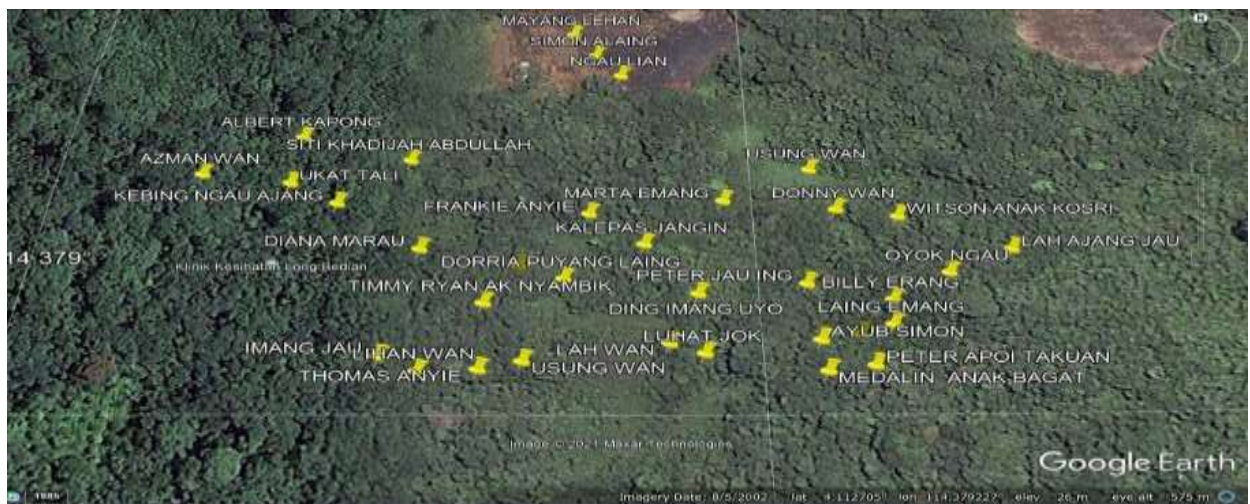 MAYANG LEHAN
SIMON ALAING
NGAU LIAN
ALBERT KAPONG
SITI KHADIJAH ABDULLAH
AZMAN WAN
USUNG WAN
UKAT TALI
KEBING NGAU AJANG
MARTA EMANG
DONNY WAN
FRANKIE ANYIE
WITSON ANAK KOSRI
KALEPAS JANGIN
DIANA MARAU
LAH AJANG JAU
14.379°
OYOK NGAU
Klinik Kesihatan Long Bedian
DORRIA PUYANG LAING
PETER JAU ING
BILLY ERANG
TIMMY RYAN AK NYAMBIK
DING IMANG UYO
LAING EMANG
LUHAT JOK
AYUB SIMON
IMANG JAU
LIHAN WAN
LAH WAN
PETER APOI TAKUAN
THOMAS ANYIE
USUNG WAN
MEDALIN ANAK BAGAT
Image © 2021 Maxar Technologies
Google Earth
1985
Imagery Date: 8/5/2002 lat 4.112705° lon 114.379227° elev 26 m eye alt 575 m